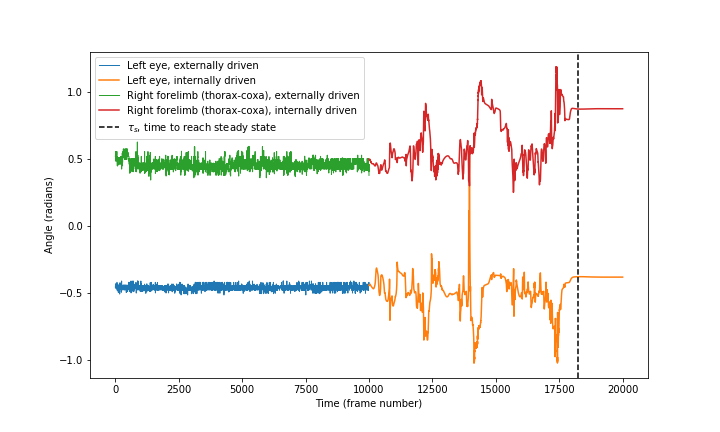 Left eye, externally driven
Left eye, internally driven
Right forelimb (thorax-coxa), externally driven
Right forelimb (thorax-coxa), internally driven
τs, time to reach steady state
1.0
0.5
0.0
−0.5
−1.0
Angle (radians)
0 2500 5000 7500 10000 12500 15000 17500 20000
Time (frame number)